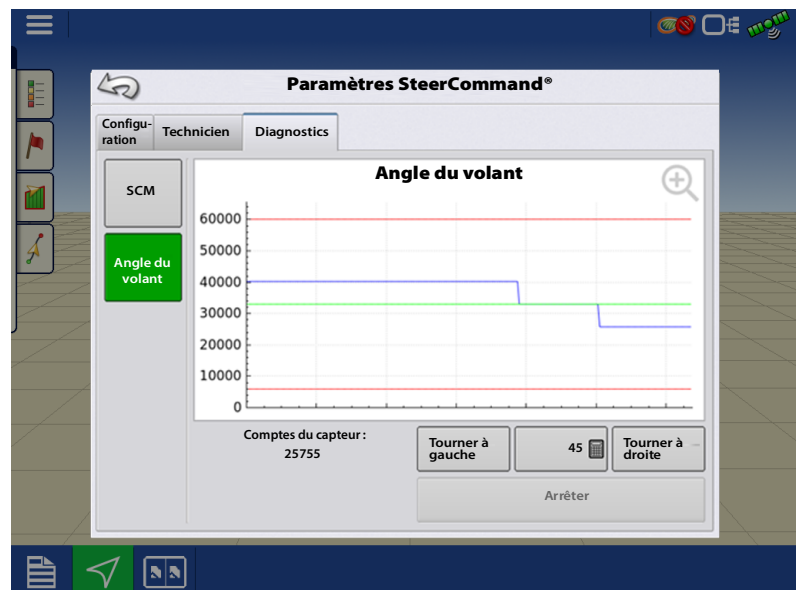 Paramètres SteerCommand®
Configu-
ration
Technicien
Diagnostics
SCM
Angle du
volant
Angle du volant
60000
50000
40000
30000
20000
10000
0
Comptes du capteur :
25755
Tourner à
gauche
45
Tourner à
droite
Arrêter